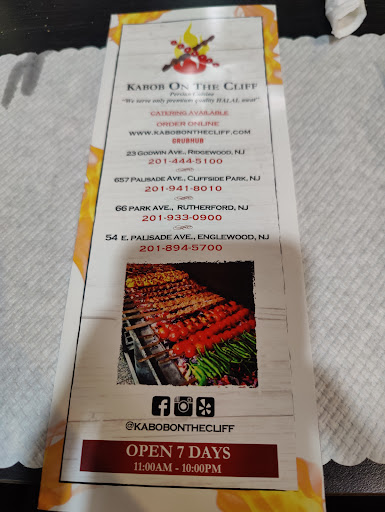 KABOB ON THE CLIFF
Persian Cuisine
"We serve only premium quality HALAL meat"
CATERING AVAILABLE
ORDER ONLINE
WWW.KABOBONTHECLIFF.COM
GRUBHUB
23 GODWIN AVE., RIDGEWOOD, NJ
201-444-5100
657 PALISADE AVE., CLIFFSIDE PARK, NJ
201-941-8010
66 PARK AVE., RUTHERFORD, NJ
201-933-0900
54 E. PALISADE AVE., ENGLEWOOD, NJ
201-894-5700
@KABOBONTHECLIFF
OPEN 7 DAYS
11:00AM - 10:00PM